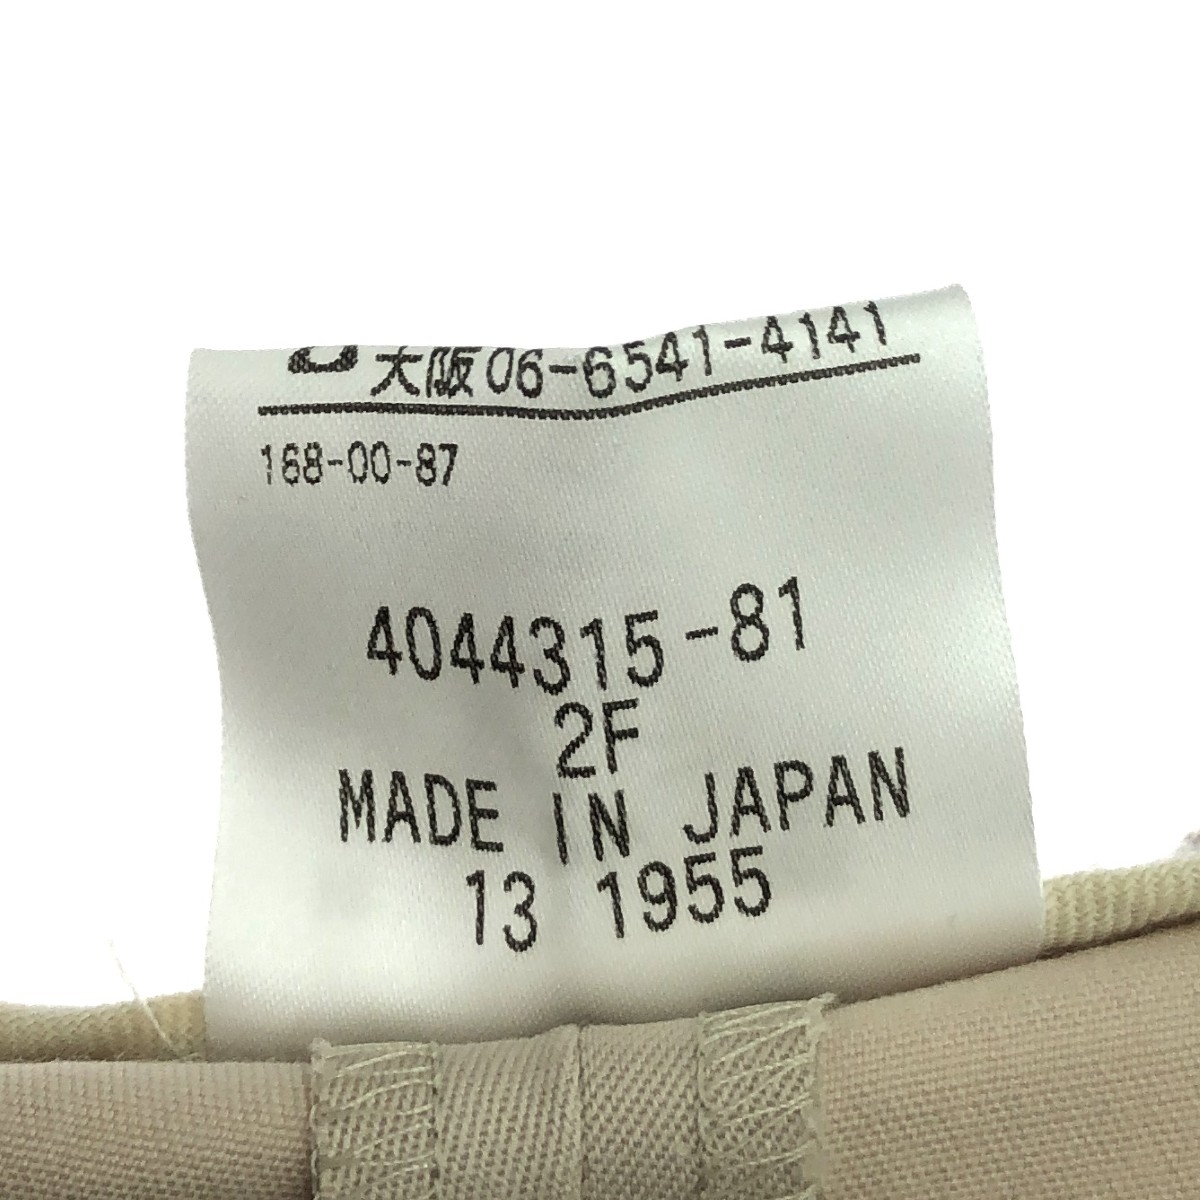 大阪06-6541-4141
168-00-87
4044315-81
2F
MADE IN JAPAN
13 1955